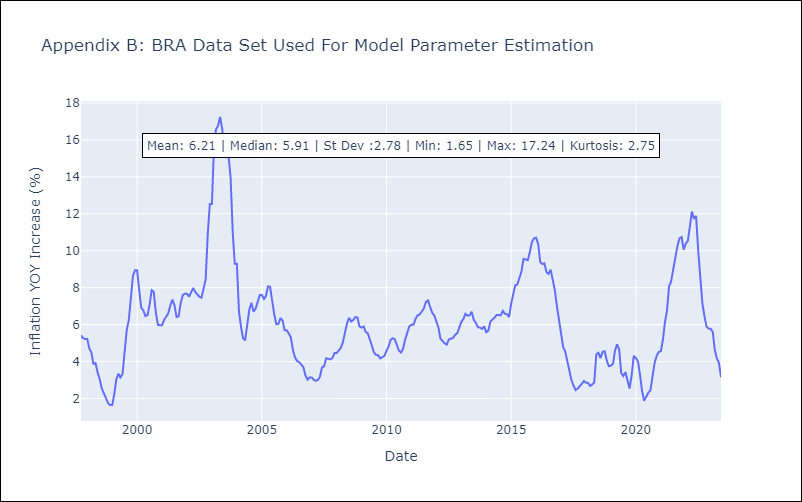 Appendix B: BRA Data Set Used For Model Parameter Estimation
Mean: 6.21 | Median: 5.91 | St Dev :2.78 | Min: 1.65 | Max: 17.24 | Kurtosis: 2.75
Inflation YOY Increase (%)
18
16
14
12
10
8
6
4
2
2000 2005 2010 2015 2020
Date